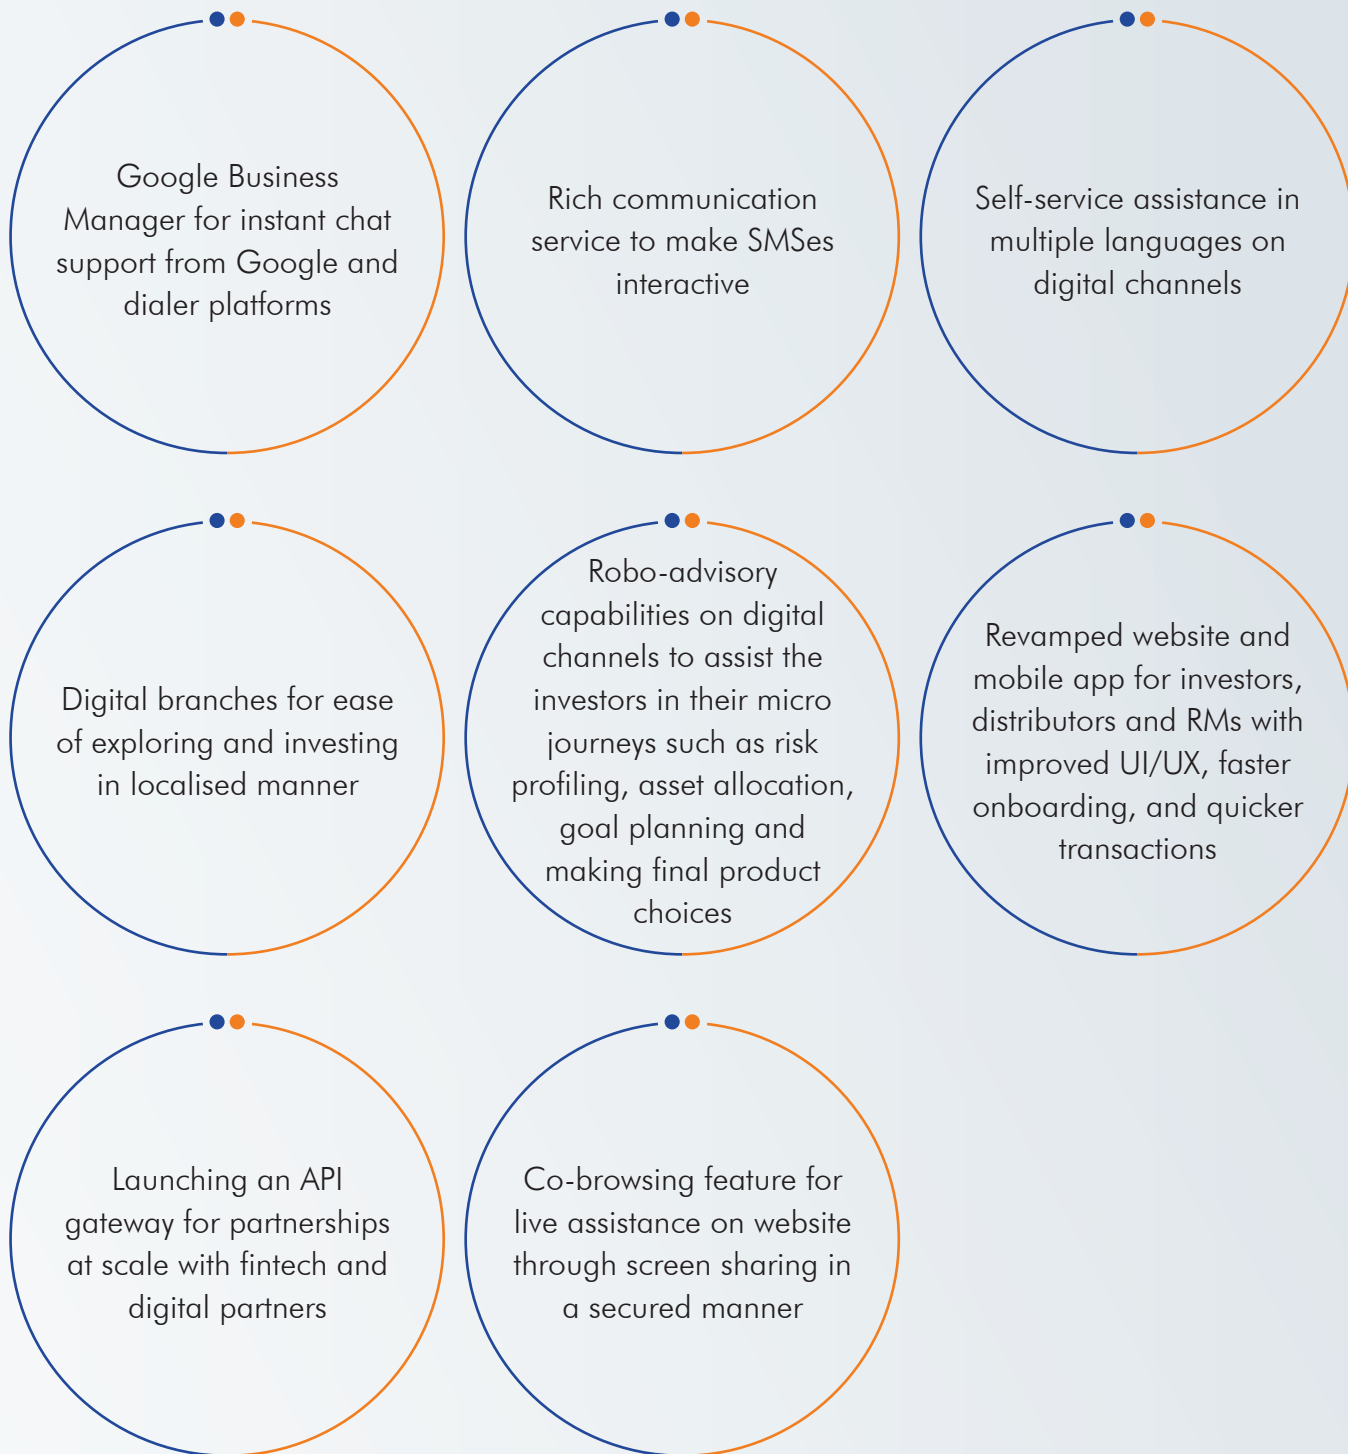 Google Business
Manager for instant chat
support from Google and
dialer platforms
Rich communication
service to make SMSes
interactive
Self-service assistance in
multiple languages on
digital channels
Digital branches for ease
of exploring and investing
in localised manner
Robo-advisory
capabilities on digital
channels to assist the
investors in their micro
journeys such as risk
profiling, asset allocation,
goal planning and
making final product
choices
Revamped website and
mobile app for investors,
distributors and RMs with
improved UI/UX, faster
onboarding, and quicker
transactions
Launching an API
gateway for partnerships
at scale with fintech and
digital partners
Co-browsing feature for
live assistance on website
through screen sharing in
a secured manner